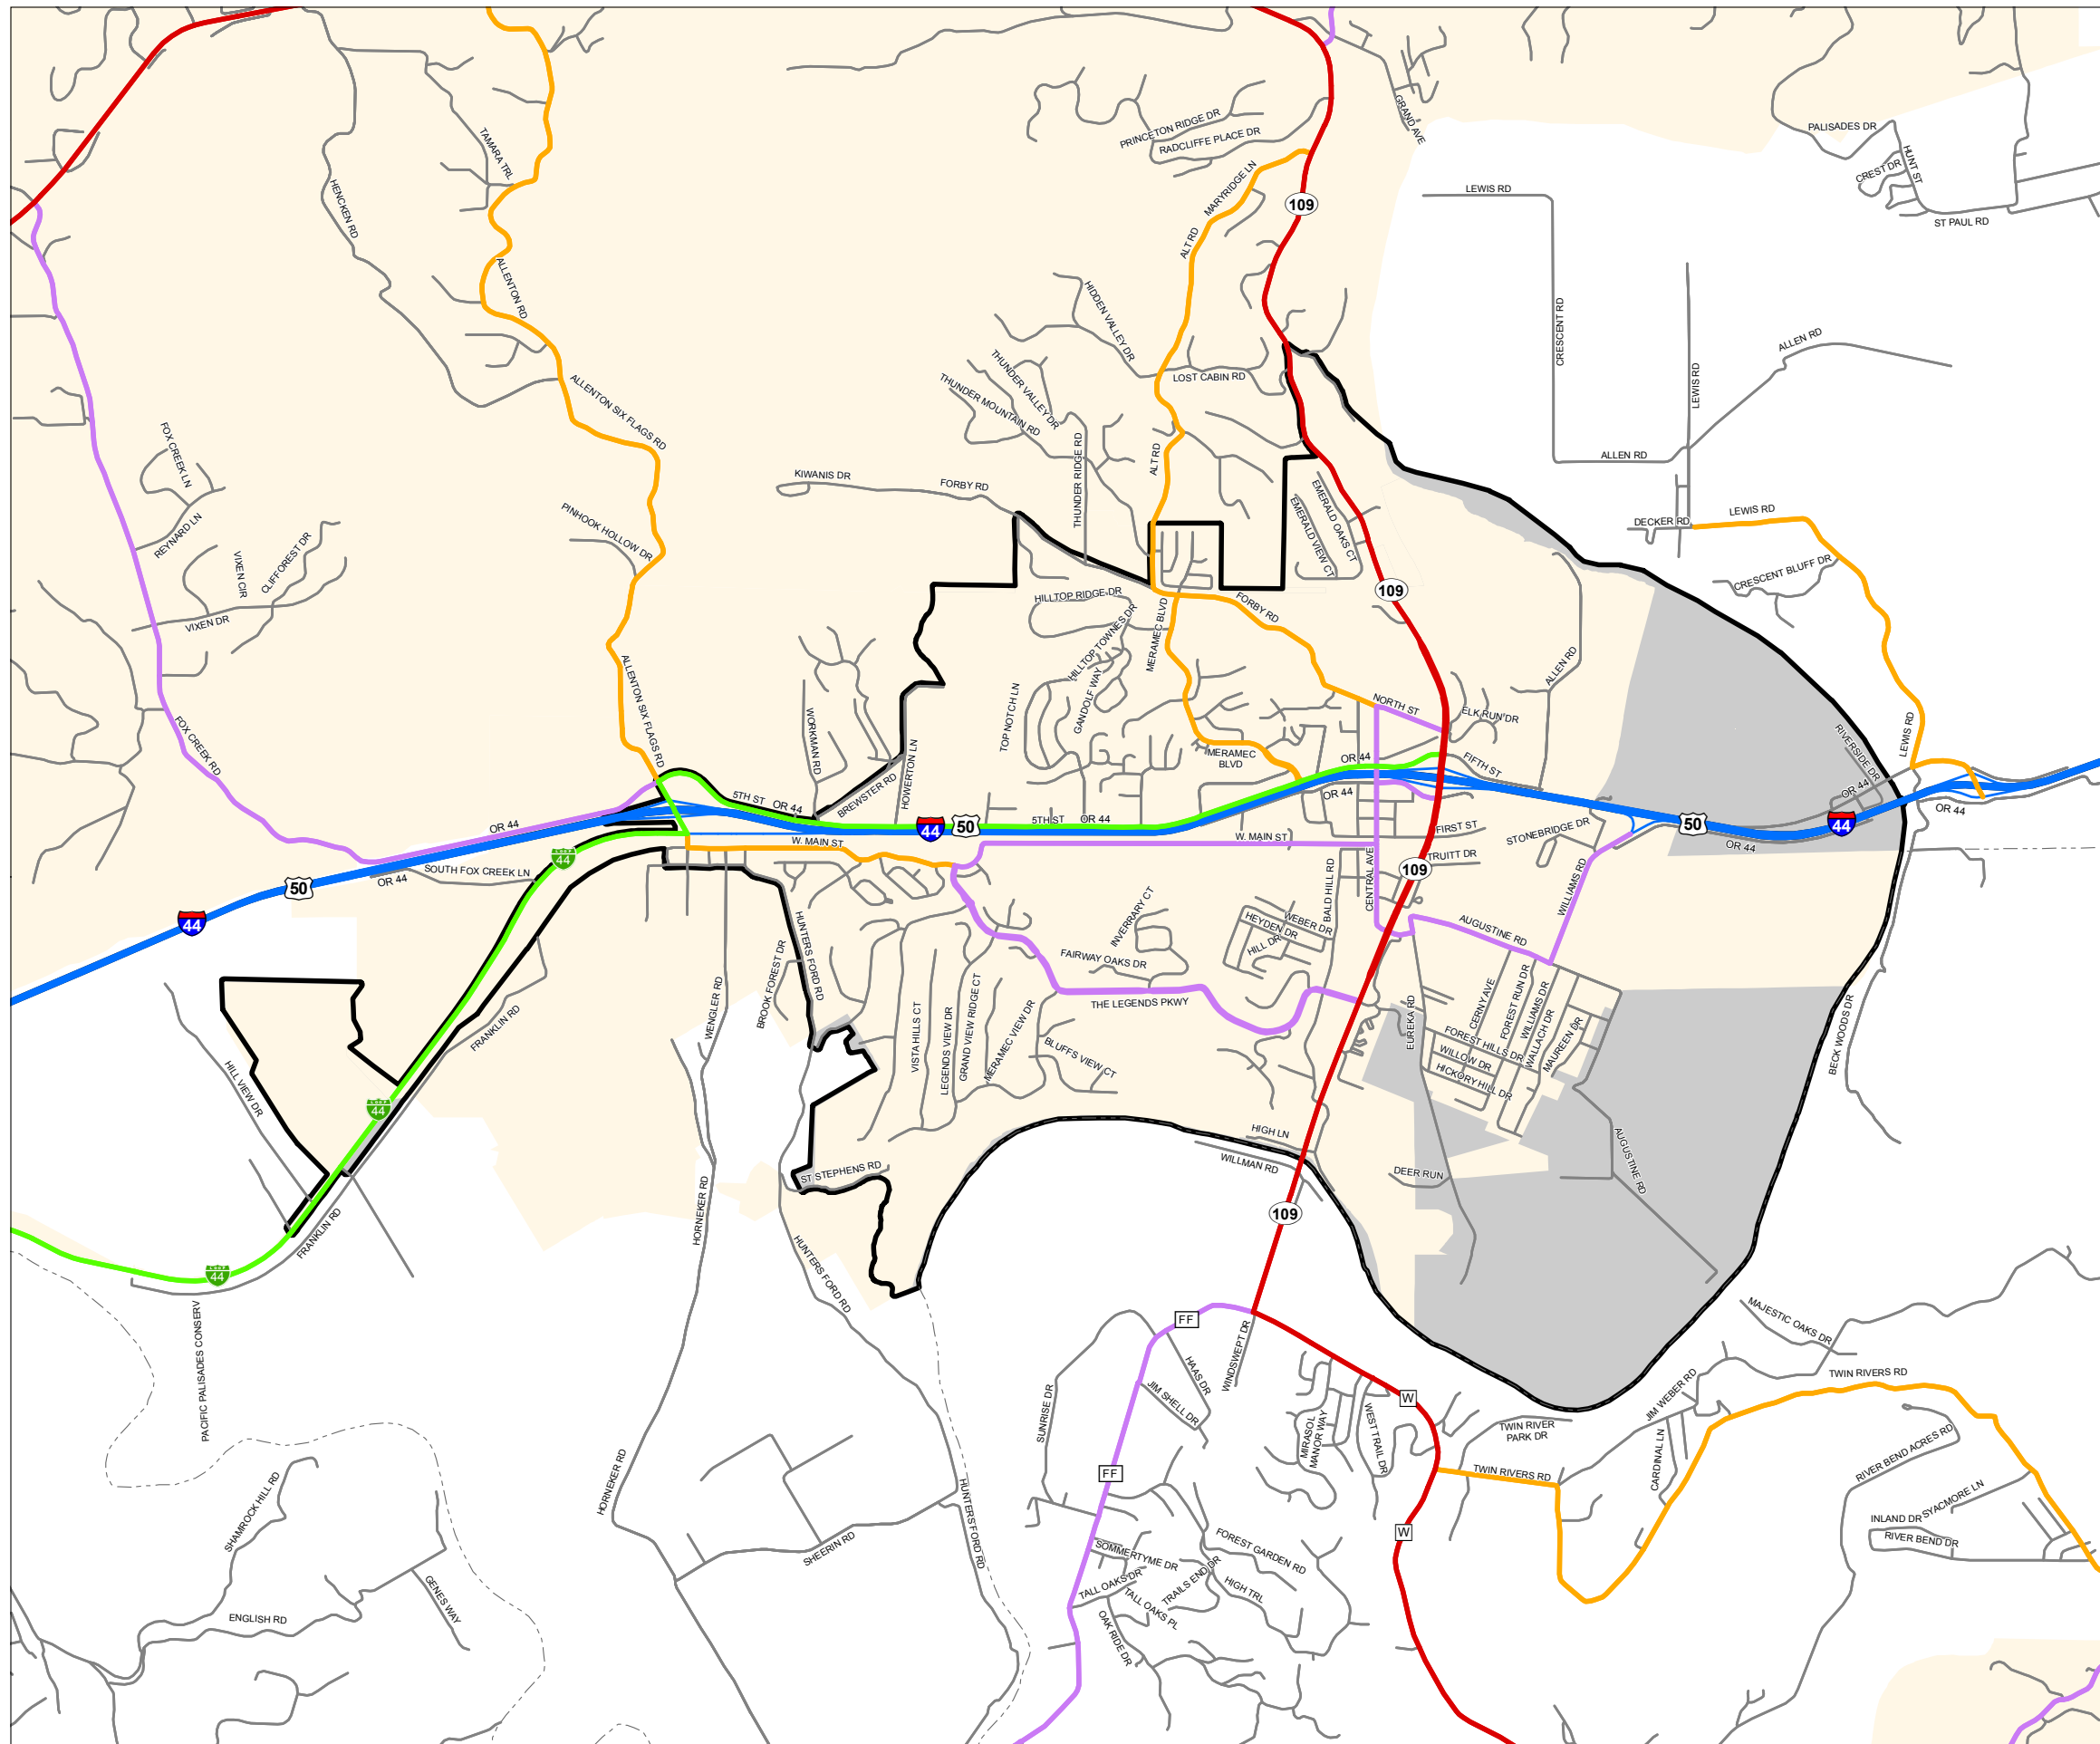 GRAND AVE
PRINCETON RIDGE DR
RADCLIFFE PLACE DR
PALISADES DR
HUNT ST
CREST DR
ST PAUL RD
TAMARA TRL
HENCKEN RD
MARYRIDGE LN
LEWIS RD
109
ALT RD
ALLENTON RD
HIDDEN VALLEY DR
CRESCENT RD
ALLEN RD
LEWIS RD
THUNDER VALLEY DR
LOST CABIN RD
THUNDER MOUNTAIN RD
ALLENTON SIX FLAGS RD
FOX CREEK LN
THUNDER RIDGE RD
ALT RD
ALLEN RD
KIWANIS DR
FORBY RD
EMERALD OAKS CT
EMERALD VIEW CT
REYNARD LN
PINHOOK HOLLOW DR
DECKER RD
LEWIS RD
VIXEN CIR
CLIFFOREST DR
CRESCENT BLUFF DR
109
HILLTOP RIDGE DR
FORBY RD
VIXEN DR
HILLTOP TOWNES DR
MERAMEC BLVD
ALLENTON SIX FLAGS RD
ALLEN RD
GANDOLF WAY
TOP NOTCH LN
NORTH ST
ELK RUN DR
FOX CREEK RD
WORKMAN RD
LEWIS RD
RIVERSIDE DR
MERAMEC
BLVD
OR 44
FIFTH ST
HOWERTON LN
BREWSTER RD
5TH ST
OR 44
OR 44
OR 44
OR 44
OR 44
44
50
5TH ST
OR 44
50
44
W. MAIN ST
W. MAIN ST
FIRST ST
STONEBRIDGE DR
OR 44
44
TRUITT DR
109
SOUTH FOX CREEK LN
OR 44
50
44
BALD HILL RD
CENTRAL AVE
WILLIAMS RD
INVERRARY CT
WEBER DR
HEYDEN DR
HILL DR
AUGUSTINE RD
HUNTERS FORD RD
BROOK FOREST DR
FAIRWAY OAKS DR
THE LEGENDS PKWY
WENGLER RD
FRANKLIN RD
VISTA HILLS CT
LEGENDS VIEW DR
GRAND VIEW RIDGE CT
MERAMEC VIEW DR
BLUFFS VIEW CT
EUREKA RD
CERNY AVE
FOREST RUN DR
WILLIAMS DR
WALLACH DR
MAUREEN DR
FOREST HILLS DR
WILLOW DR
HICKORY HILL DR
BECK WOODS DR
HILL VIEW DR
44
HIGH LN
WILLMAN RD
DEER RUN
AUGUSTINE RD
ST STEPHENS RD
HORNEKER RD
109
FRANKLIN RD
HUNTERS FORD RD
44
PACIFIC PALISADES CONSERV
FF
WINDSWEPT DR
HAAS DR
JIM SHELL DR
SUNRISE DR
MAJESTIC OAKS DR
TWIN RIVERS RD
JIM WEBER RD
W
MIRASOL
MANOR WAY
WEST TRAIL DR
TWIN RIVER
PARK DR
CARDINAL LN
RIVER BEND ACRES RD
TWIN RIVERS RD
FF
HORNEKER RD
SHAMROCK HILL RD
HUNTERS FORD RD
SYACMORE LN
INLAND DR
RIVER BEND DR
W
SHEERIN RD
SOMMERTYME DR
FOREST GARDEN RD
TALL OAKS DR
TRAILS END DR
HIGH TRL
TALL OAKS PL
OAK RIDE DR
GENES WAY
ENGLISH RD